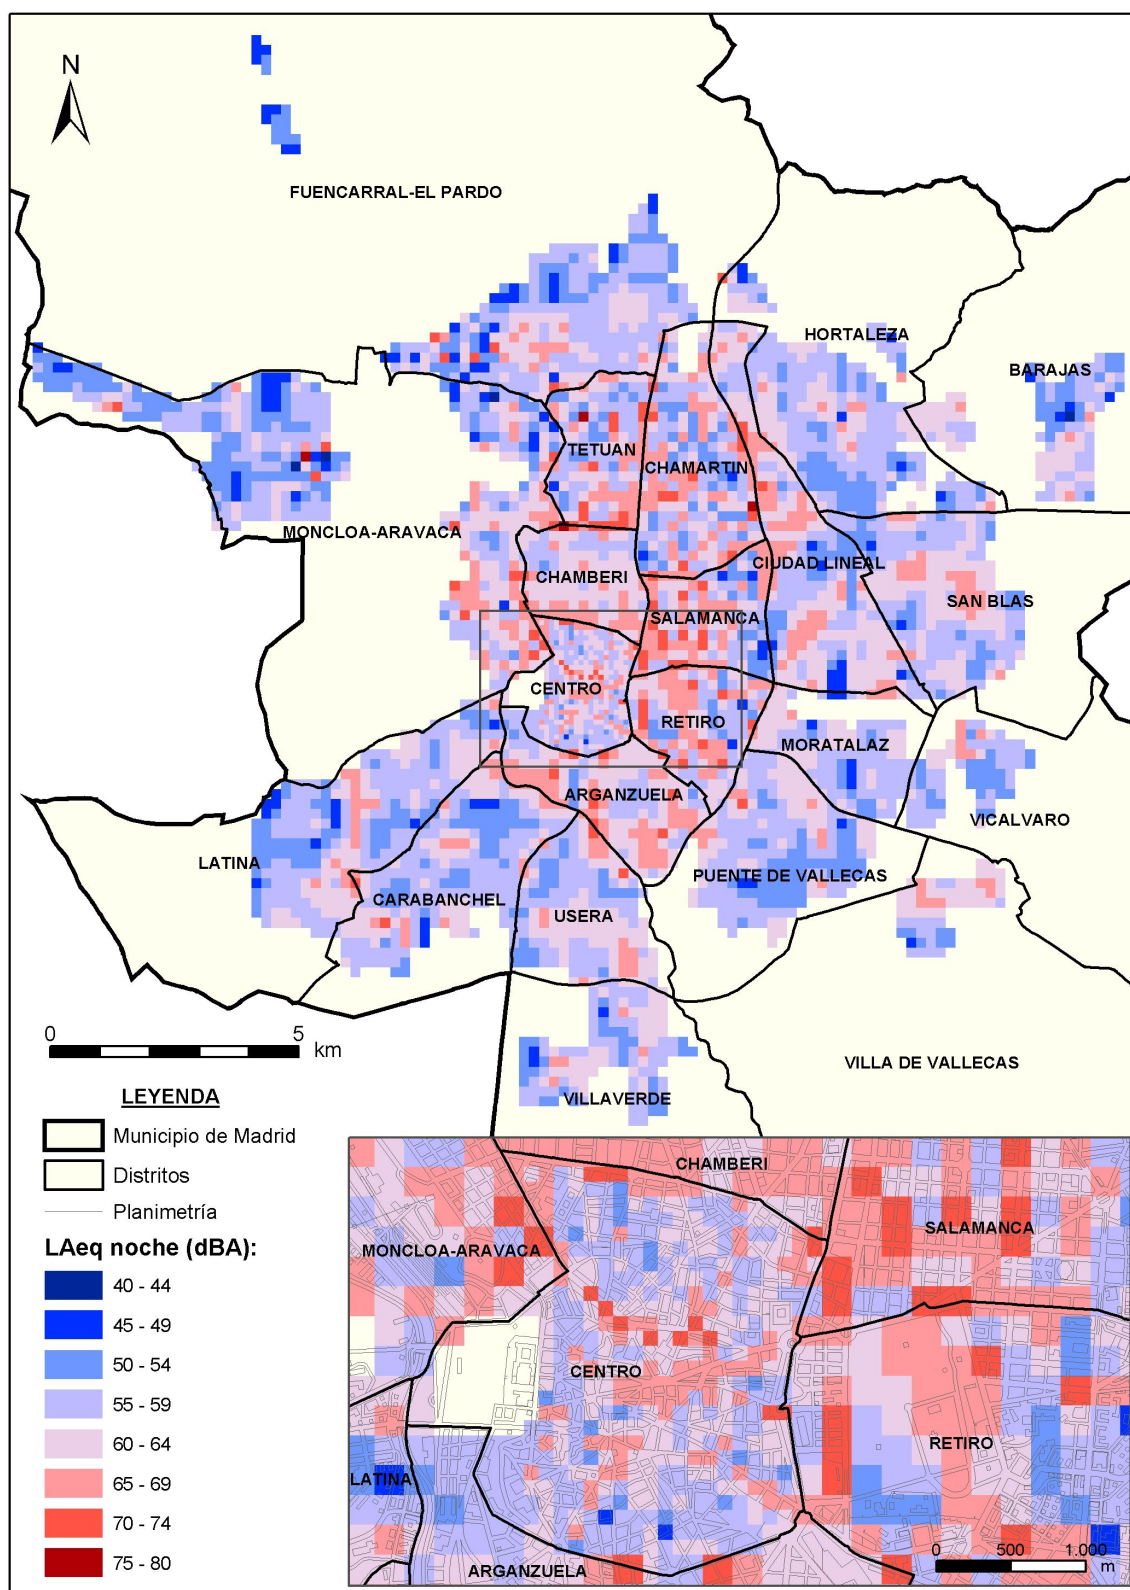 N
FUENCARRAL-EL PARDO
HORTALEZA
BARAJAS
TETUAN
CHAMARTIN
MONCLOA-ARAVACA
CHAMBERI
CIUDAD LINEAL
SAN BLAS
SALAMANCA
CENTRO
RETIRO
MORATALAZ
ARGANZUELA
VICALVARO
LATINA
CARABANCHEL
USERA
PUENTE DE VALLECAS
VILLA DE VALLECAS
VILLAVERDE
0 5
km
LEYENDA
Municipio de Madrid
Distritos
Planimetría
LAeq noche (dBA):
40 - 44
45 - 49
50 - 54
55 - 59
60 - 64
65 - 69
70 - 74
75 - 80
CHAMBERI
SALAMANCA
MONCLOA-ARAVACA
CENTRO
RETIRO
LATINA
ARGANZUELA
0 500 1.000
m